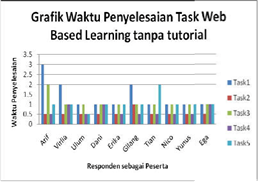 Grafik Waktu Penyelesaian Task Web
Based Learning tanpa tutorial
Waktu Penyelesaian
3.5
3
2.5
2
1.5
1
0.5
0
Arif
Virlia
Ulum
Dani
Erika
Gilang
Tian
Nico
Yunus
Ega
Responden sebagai Peserta
Task1
Task2
Task3
Task4
Task5